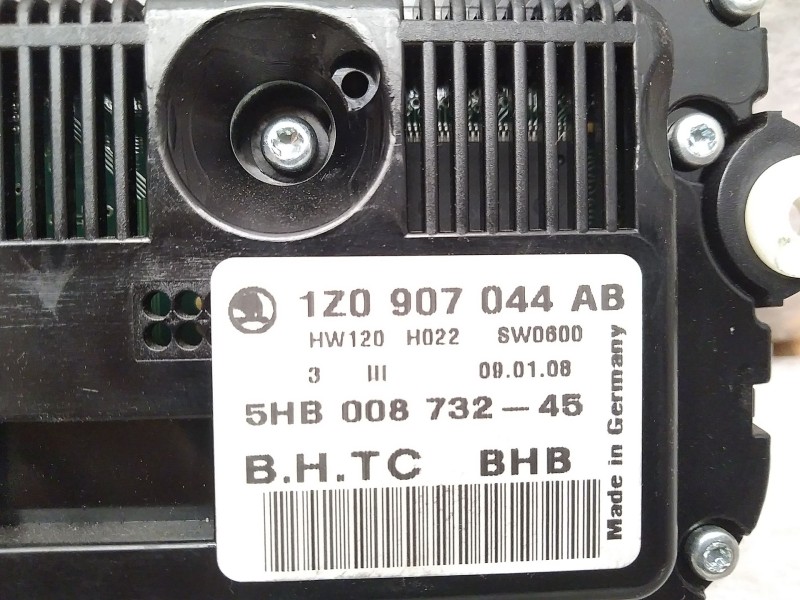 1Z0 907 044 AB
HW120 H022 SW0600
3 III 09.01.08
5HB 008 732-45
B.H.TC BHB
Made in Germany